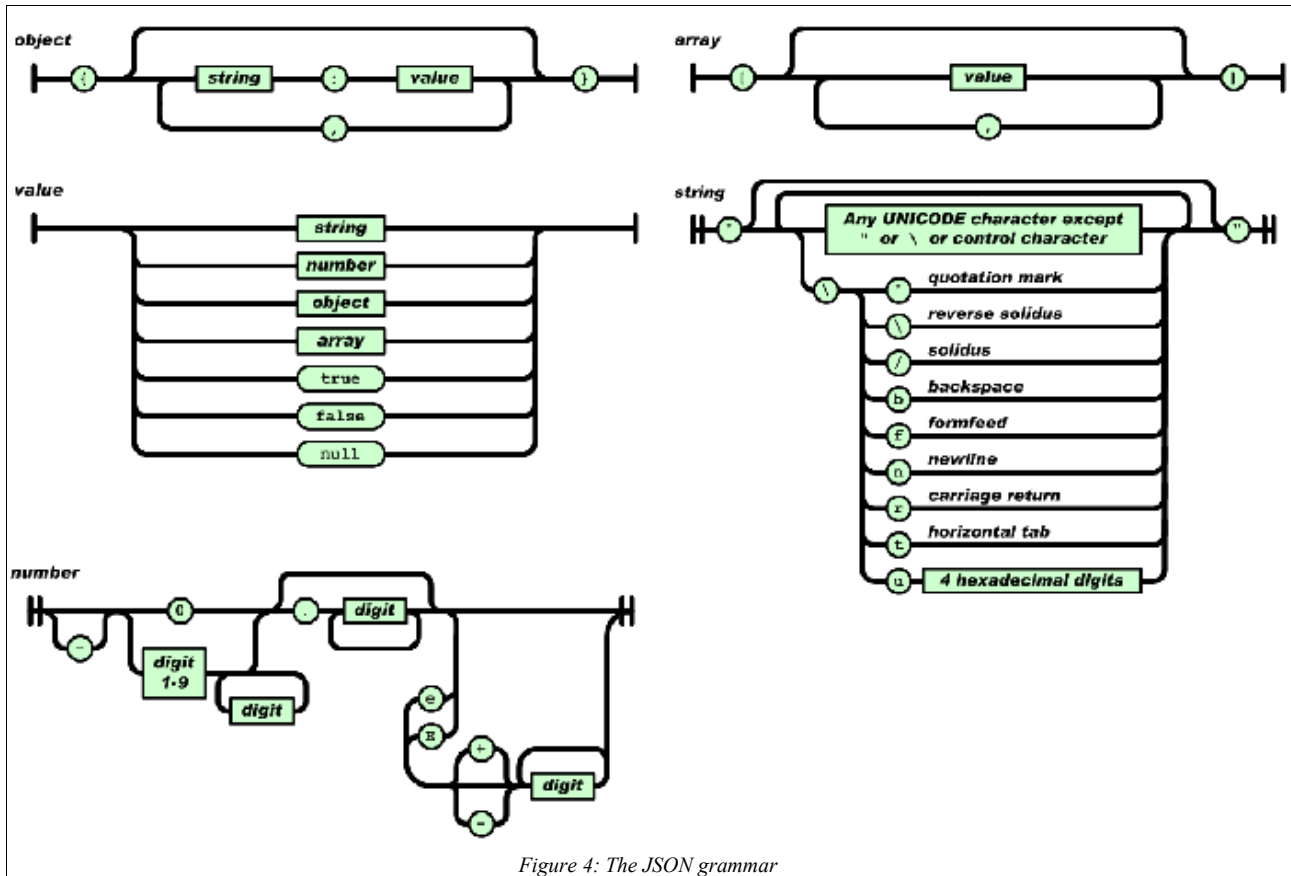 object
{
string : value
}
,
array
[
value
]
,
value
string
number
object
array
true
false
null
string
"
Any UNICODE character except
" or \ or control character
"
\
" quotation mark
\ reverse solidus
/ solidus
b backspace
f formfeed
n newline
r carriage return
t horizontal tab
u 4 hexadecimal digits
number
-
0
. digit
digit
1-9
digit
e
E
+
digit
-
Figure 4: The JSON grammar